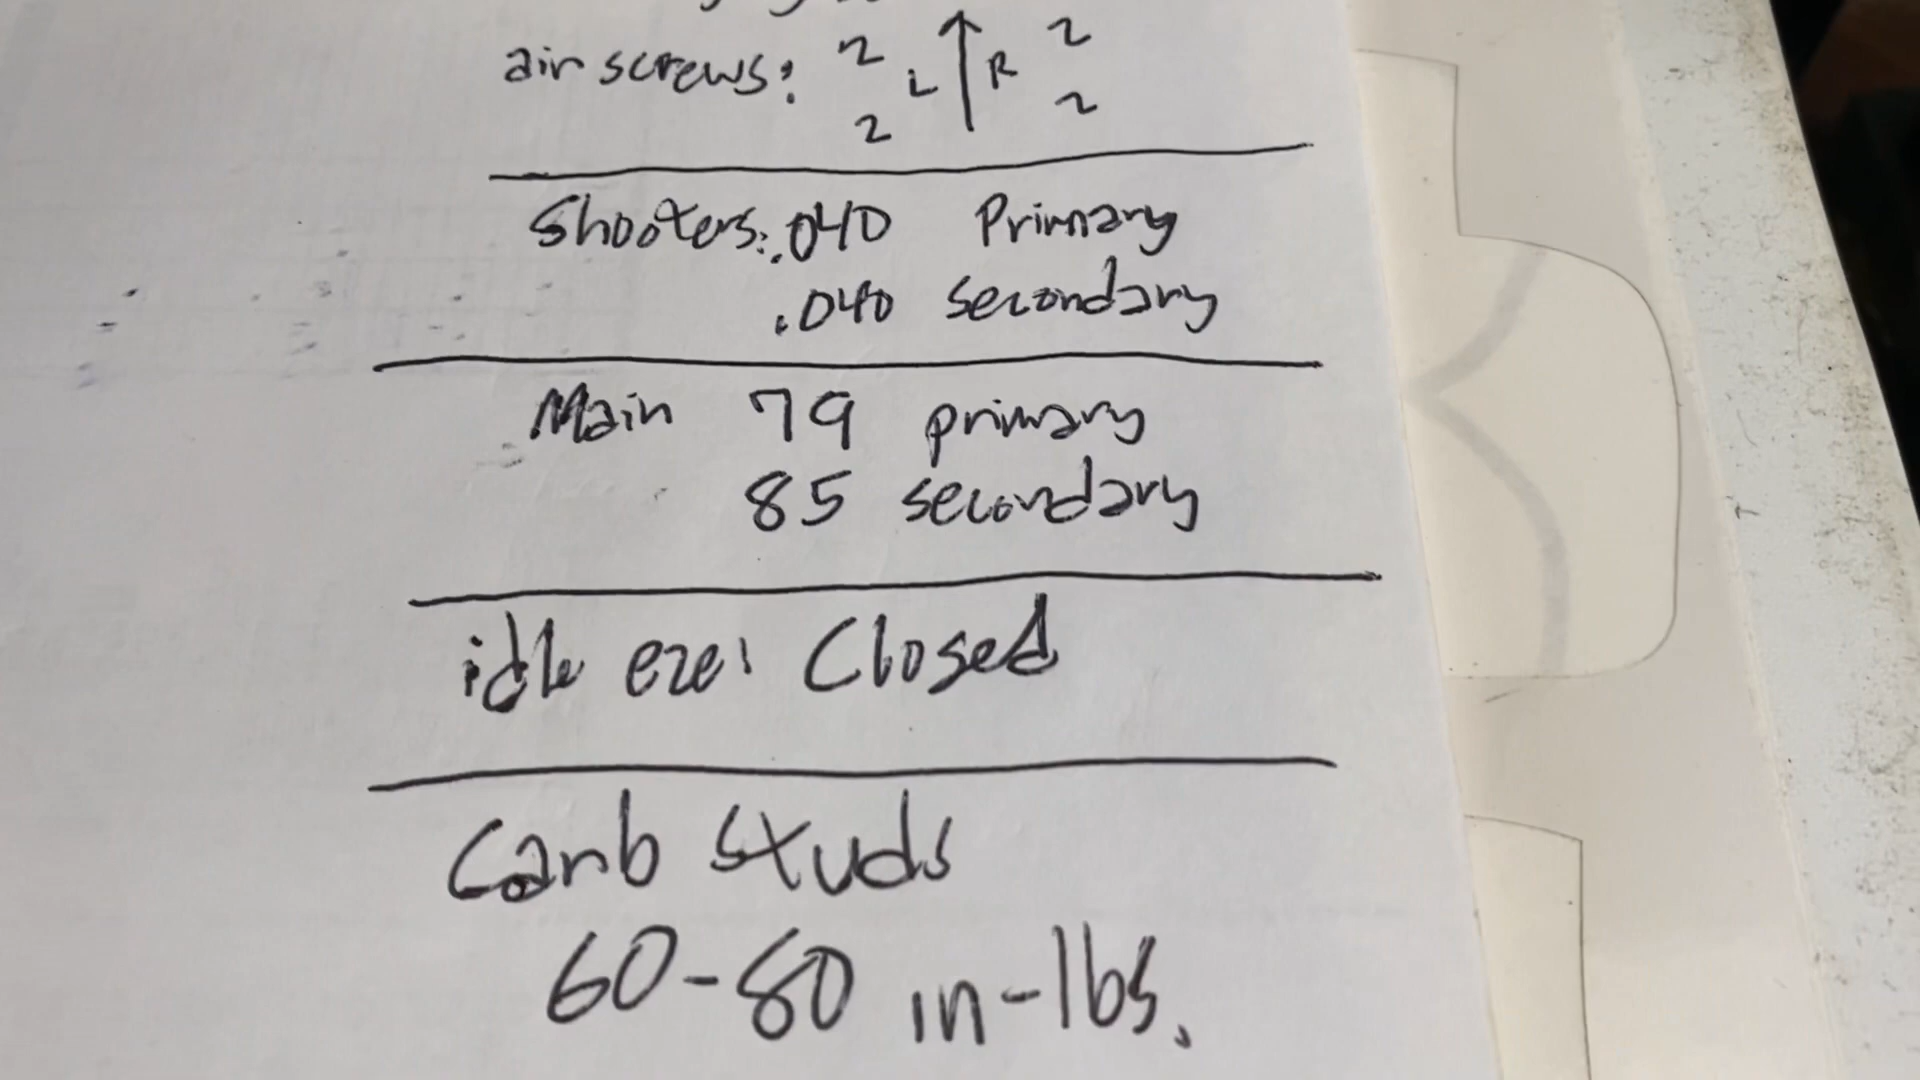 air screws: 2 L ↑ R 2
2 2
Shooters: .040 Primary
.040 secondary
Main 79 primary
85 secondary
idle eze: Closed
Carb studs
60-80 in-lbs.